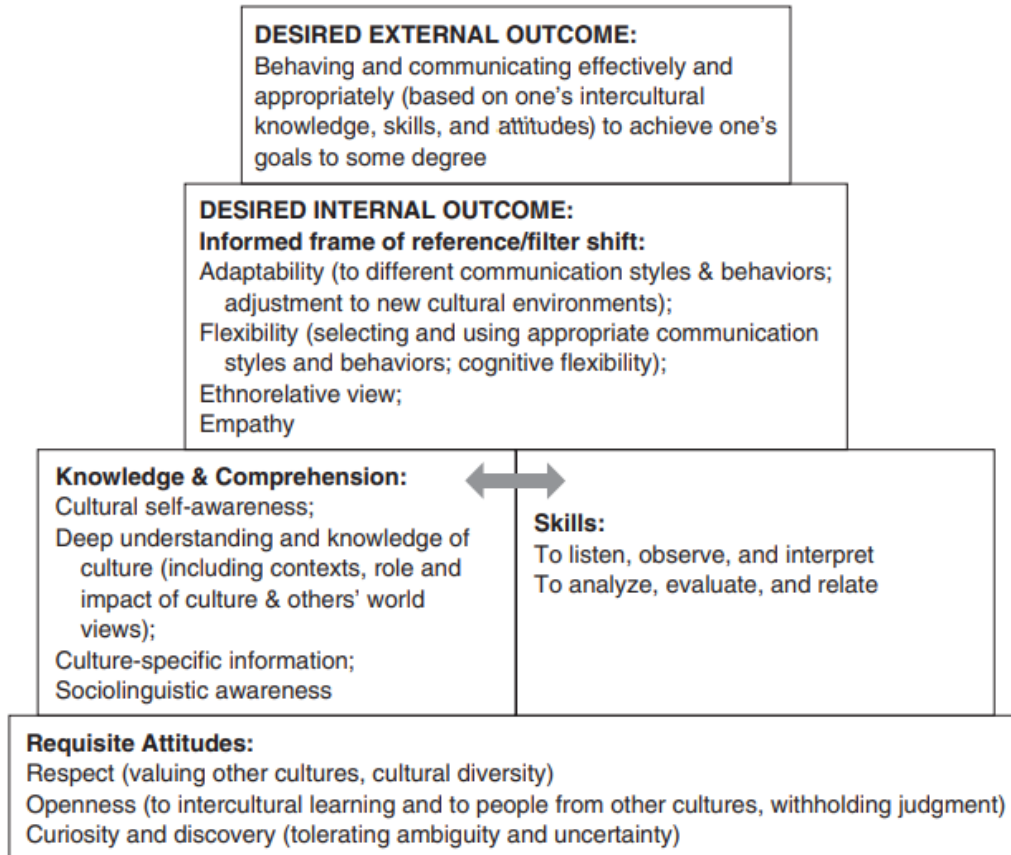 DESIRED EXTERNAL OUTCOME:
Behaving and communicating effectively and
appropriately (based on one's intercultural
knowledge, skills, and attitudes) to achieve one's
goals to some degree
DESIRED INTERNAL OUTCOME:
Informed frame of reference/filter shift:
Adaptability (to different communication styles & behaviors;
adjustment to new cultural environments);
Flexibility (selecting and using appropriate communication
styles and behaviors; cognitive flexibility);
Ethnorelative view;
Empathy
Knowledge & Comprehension:
Cultural self-awareness;
Deep understanding and knowledge of
culture (including contexts, role and
impact of culture & others' world
views);
Culture-specific information;
Sociolinguistic awareness
Skills:
To listen, observe, and interpret
To analyze, evaluate, and relate
Requisite Attitudes:
Respect (valuing other cultures, cultural diversity)
Openness (to intercultural learning and to people from other cultures, withholding judgment)
Curiosity and discovery (tolerating ambiguity and uncertainty)